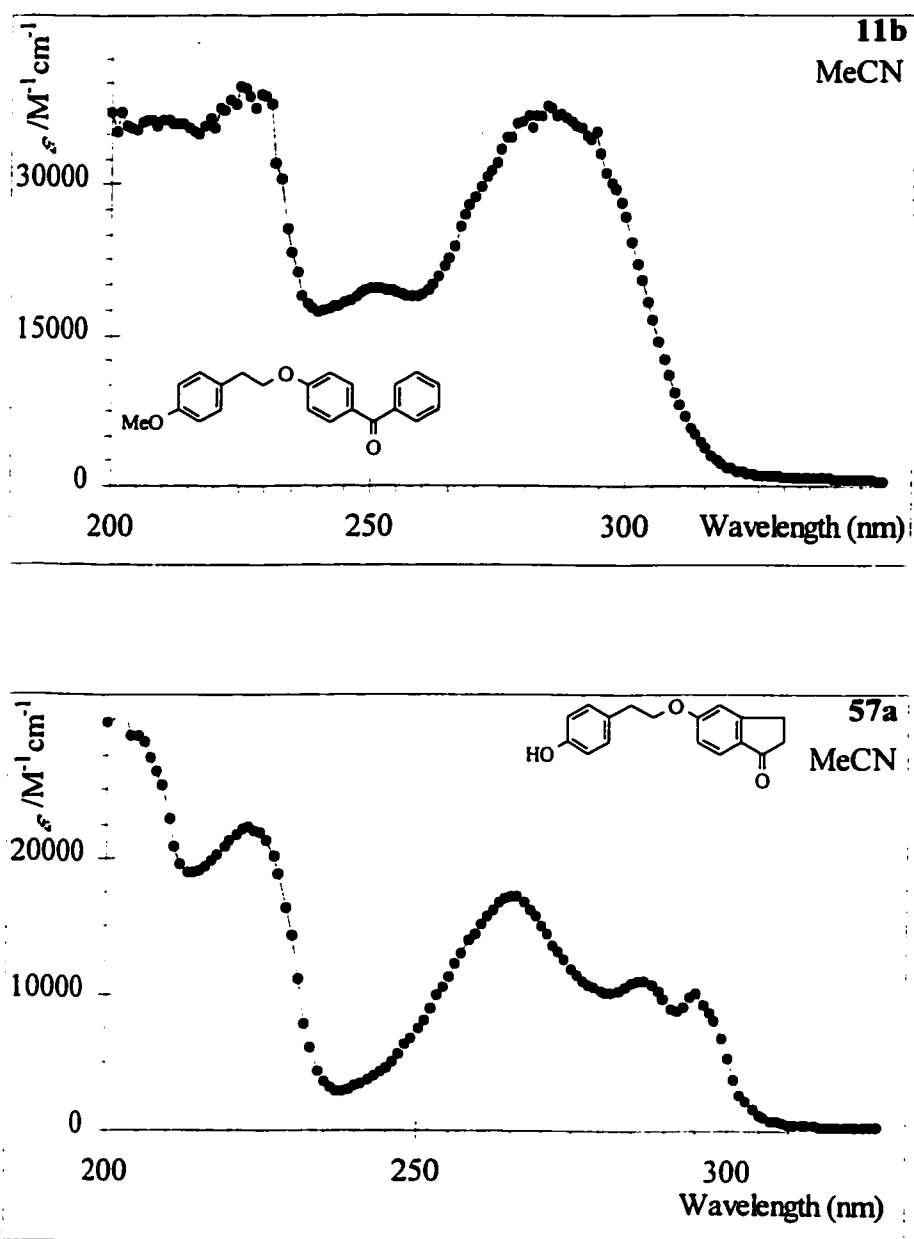 11b
MeCN
ε /M⁻¹cm⁻¹
30000
15000
0
MeO
O
O
200
250
300
Wavelength (nm)
57a
MeCN
ε /M⁻¹cm⁻¹
20000
10000
0
HO
O
O
200
250
300
Wavelength (nm)